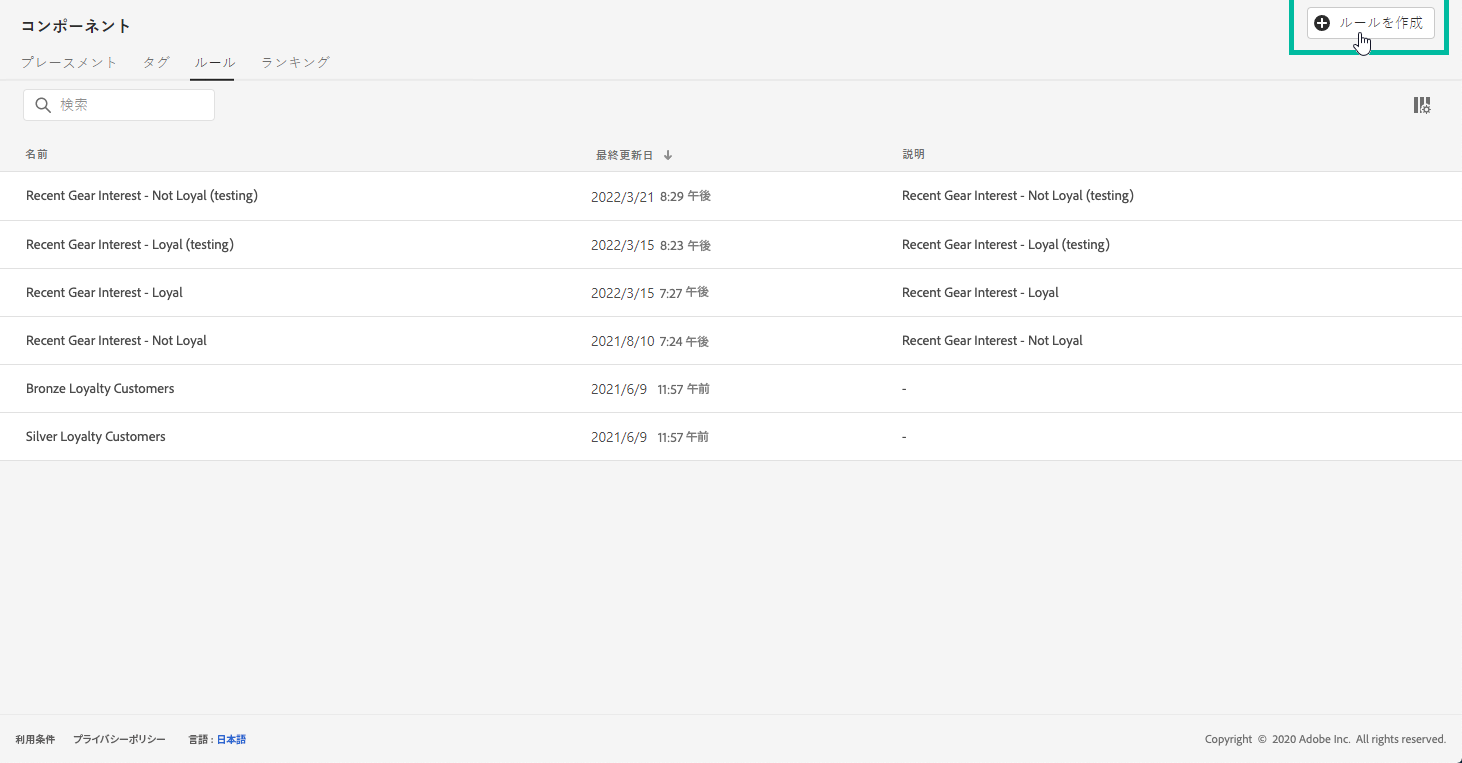 コンポーネント
ルールを作成
プレースメント タグ ルール ランキング
検索
名前 最終更新日 説明
Recent Gear Interest - Not Loyal (testing) 2022/3/21 8:29 午後 Recent Gear Interest - Not Loyal (testing)
Recent Gear Interest - Loyal (testing) 2022/3/15 8:23 午後 Recent Gear Interest - Loyal (testing)
Recent Gear Interest - Loyal 2022/3/15 7:27 午後 Recent Gear Interest - Loyal
Recent Gear Interest - Not Loyal 2021/8/10 7:24 午後 Recent Gear Interest - Not Loyal
Bronze Loyalty Customers 2021/6/9 11:57 午前 -
Silver Loyalty Customers 2021/6/9 11:57 午前 -
利用条件 プライバシーポリシー 言語 : 日本語 Copyright © 2020 Adobe Inc. All rights reserved.